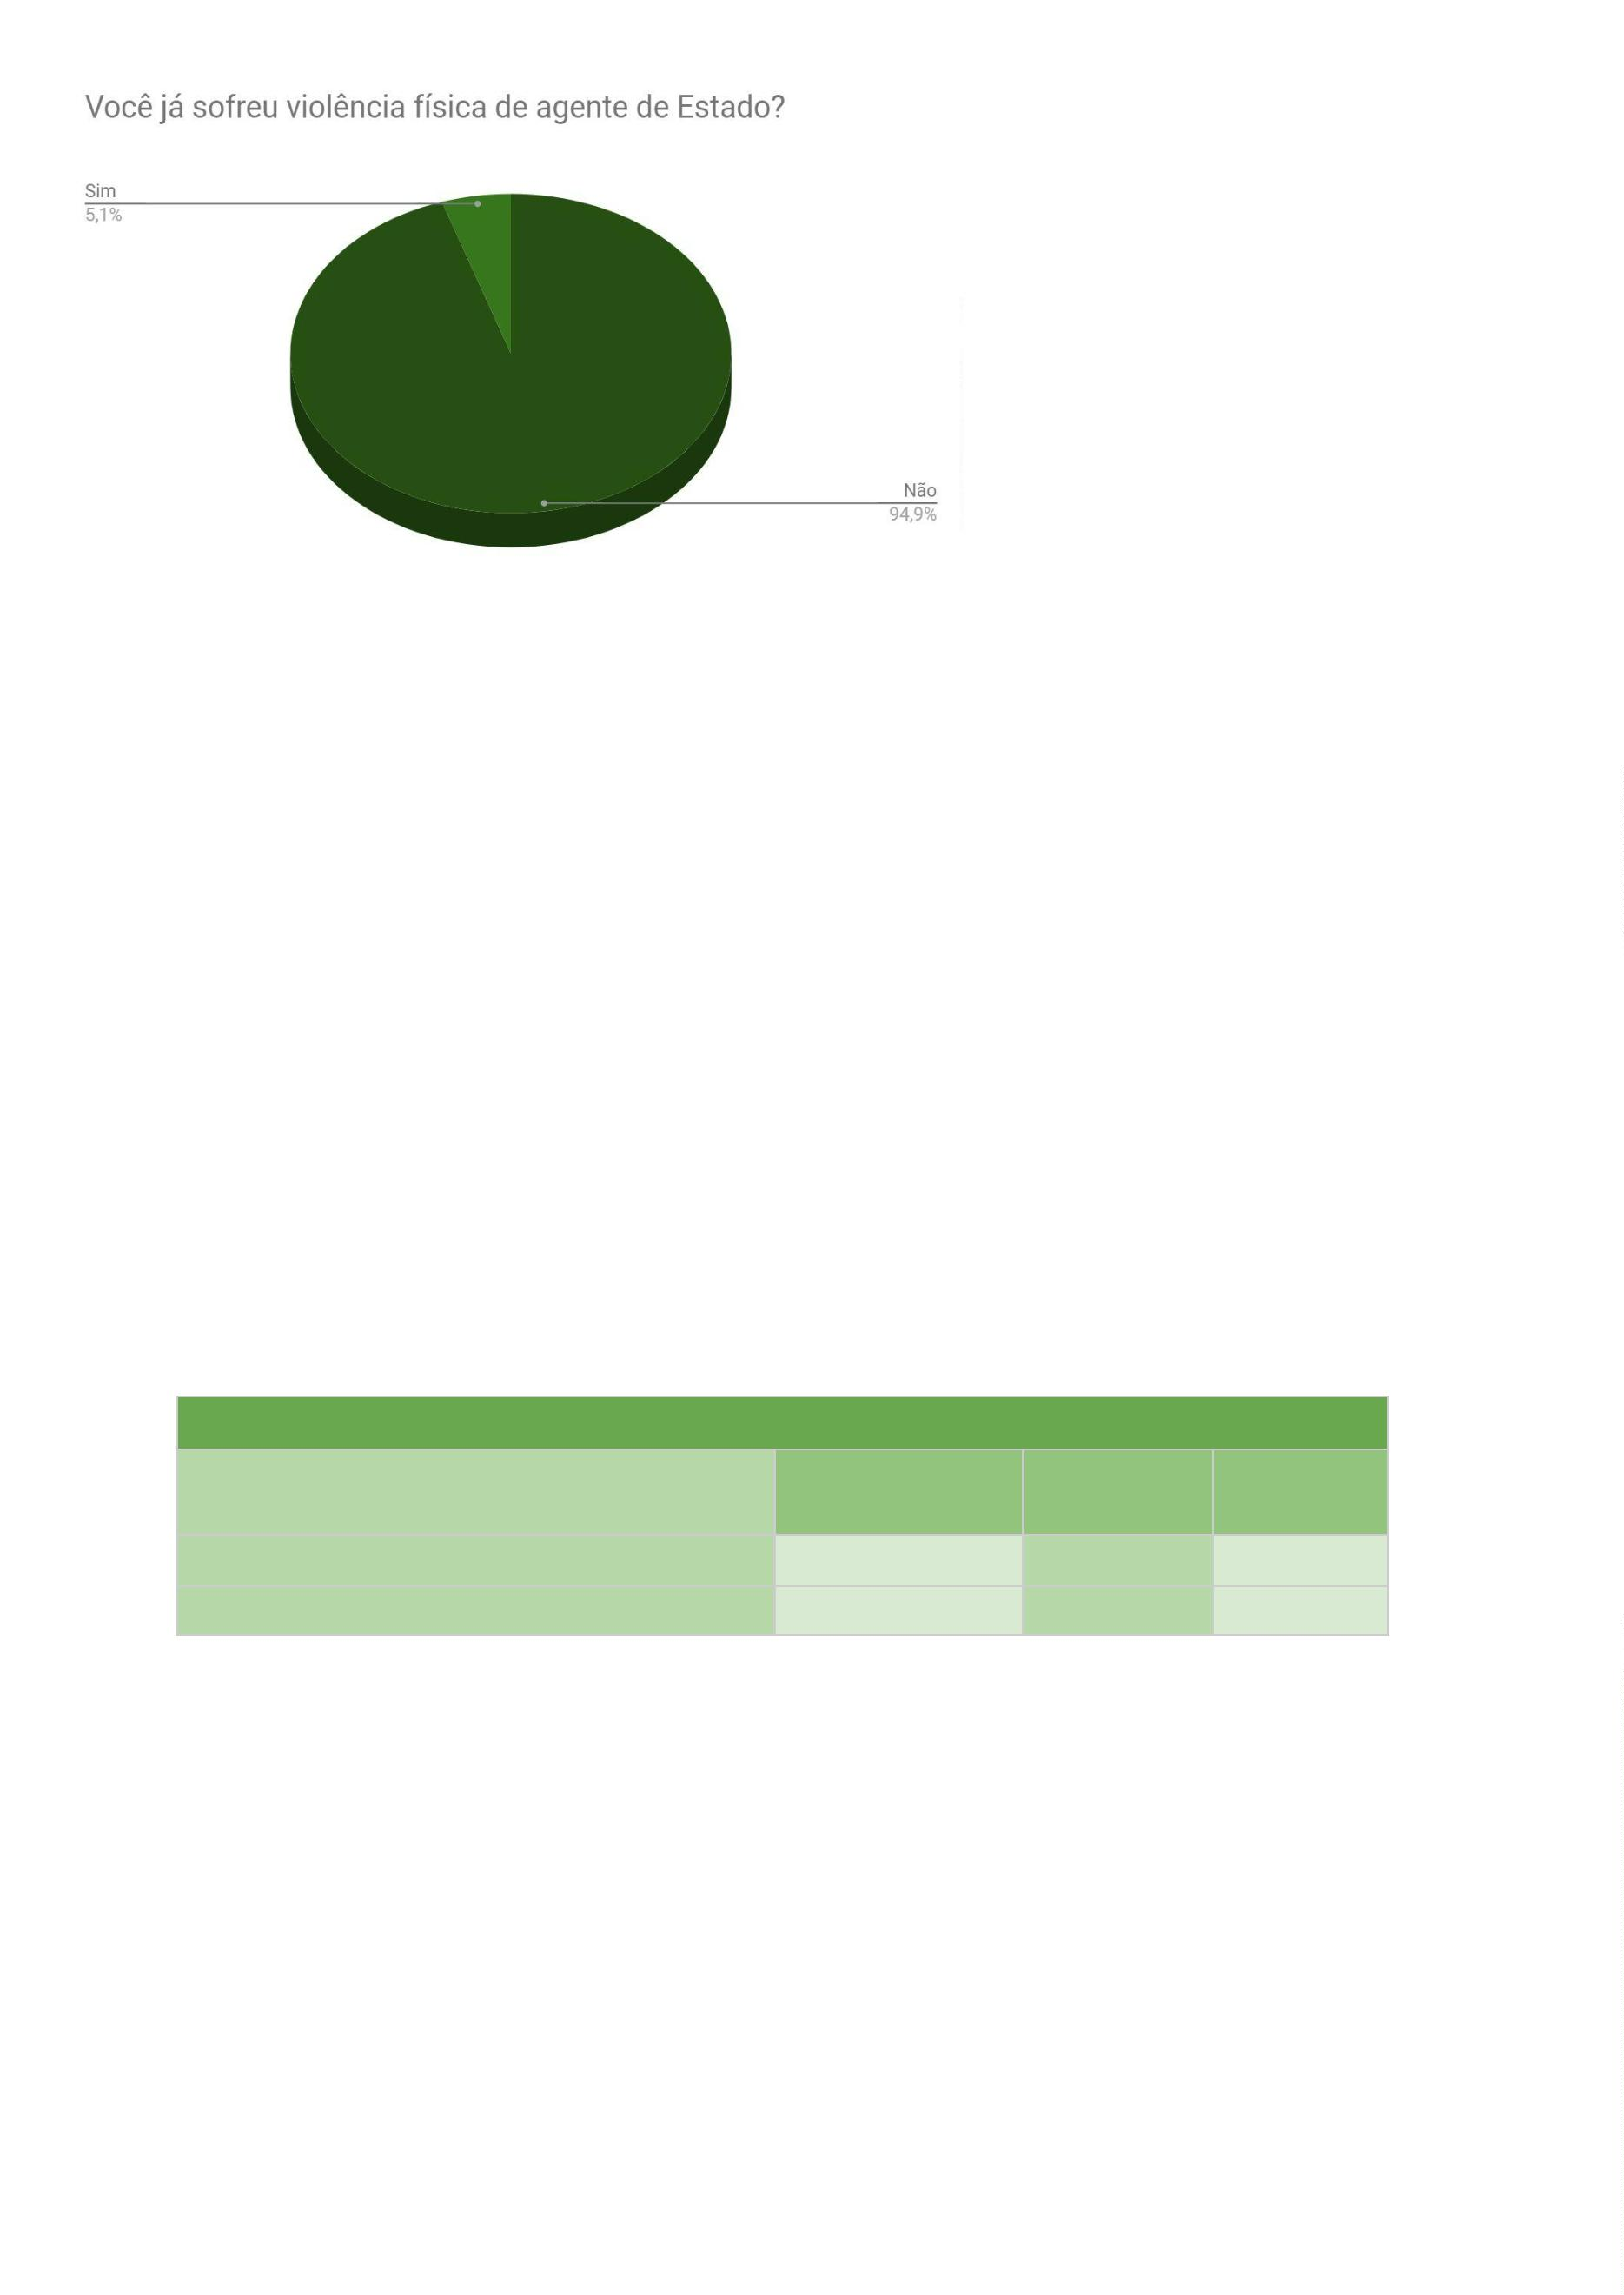 Você já sofreu violência física de agente de Estado?
Sim
5,1%
Não
94,9%